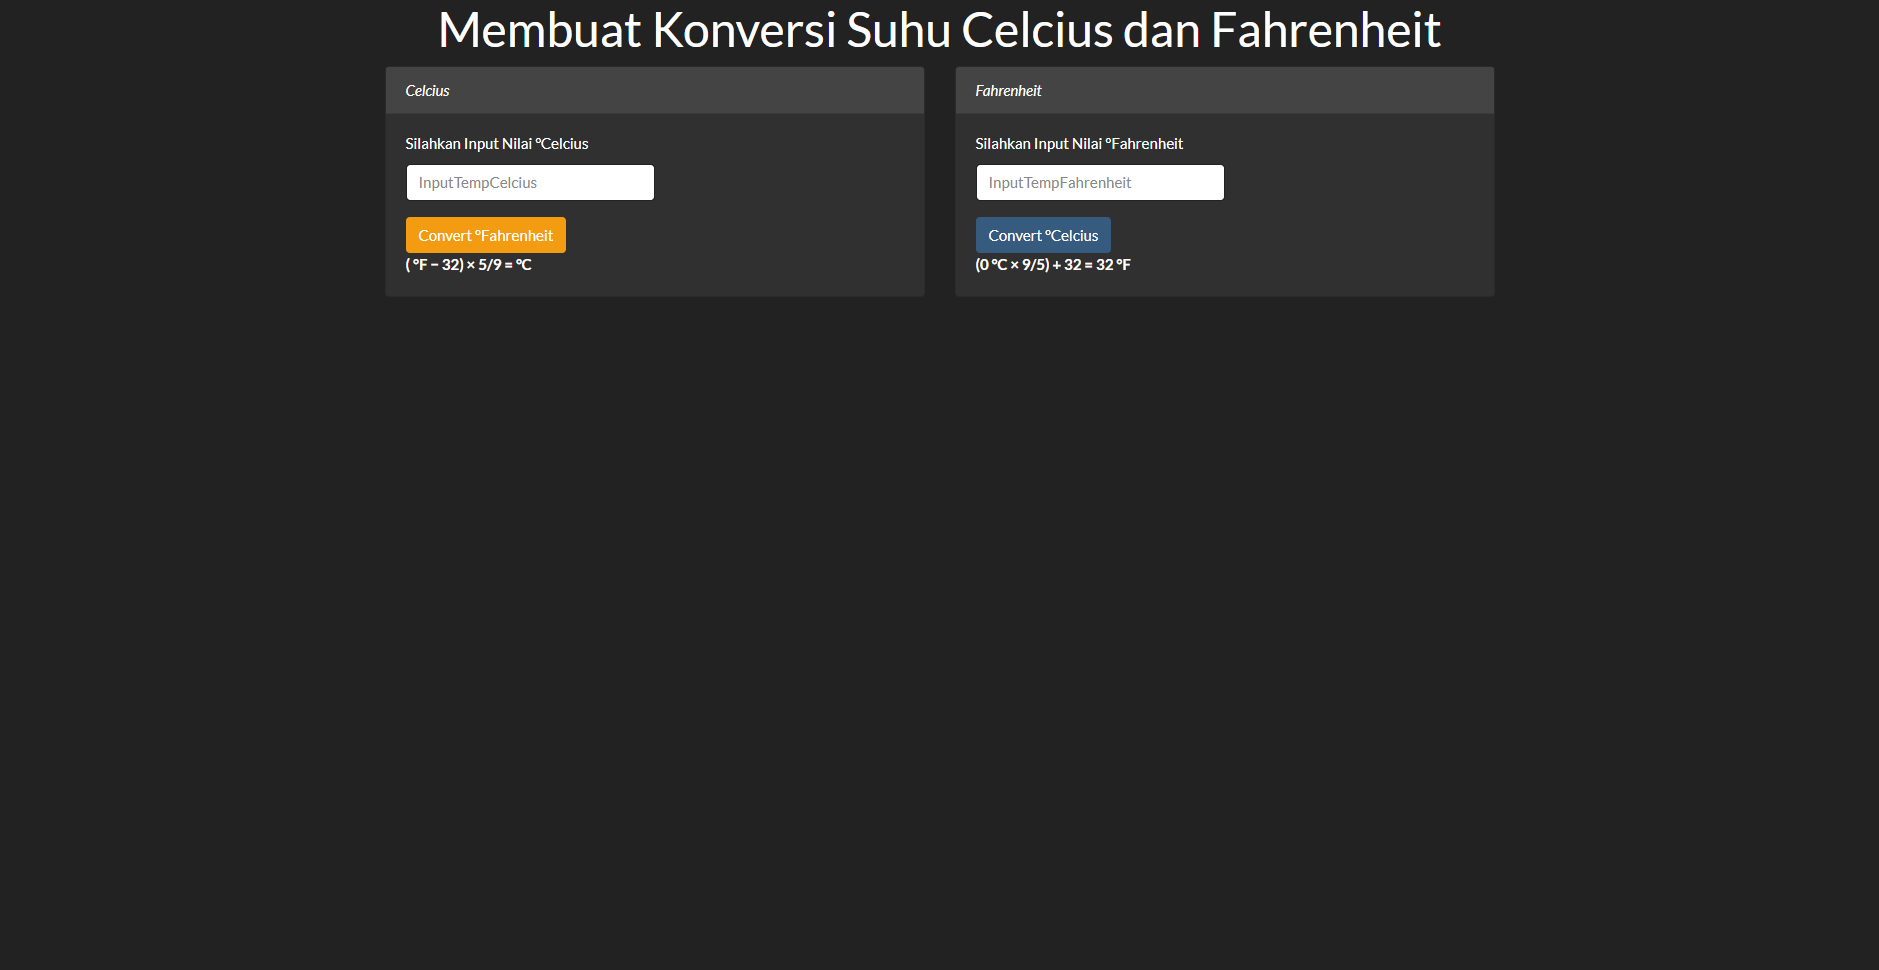 Membuat Konversi Suhu Celcius dan Fahrenheit
Celcius
Silahkan Input Nilai °Celcius
InputTempCelcius
Convert °Fahrenheit
( °F − 32) × 5/9 = °C
Fahrenheit
Silahkan Input Nilai °Fahrenheit
InputTempFahrenheit
Convert °Celcius
(0 °C × 9/5) + 32 = 32 °F